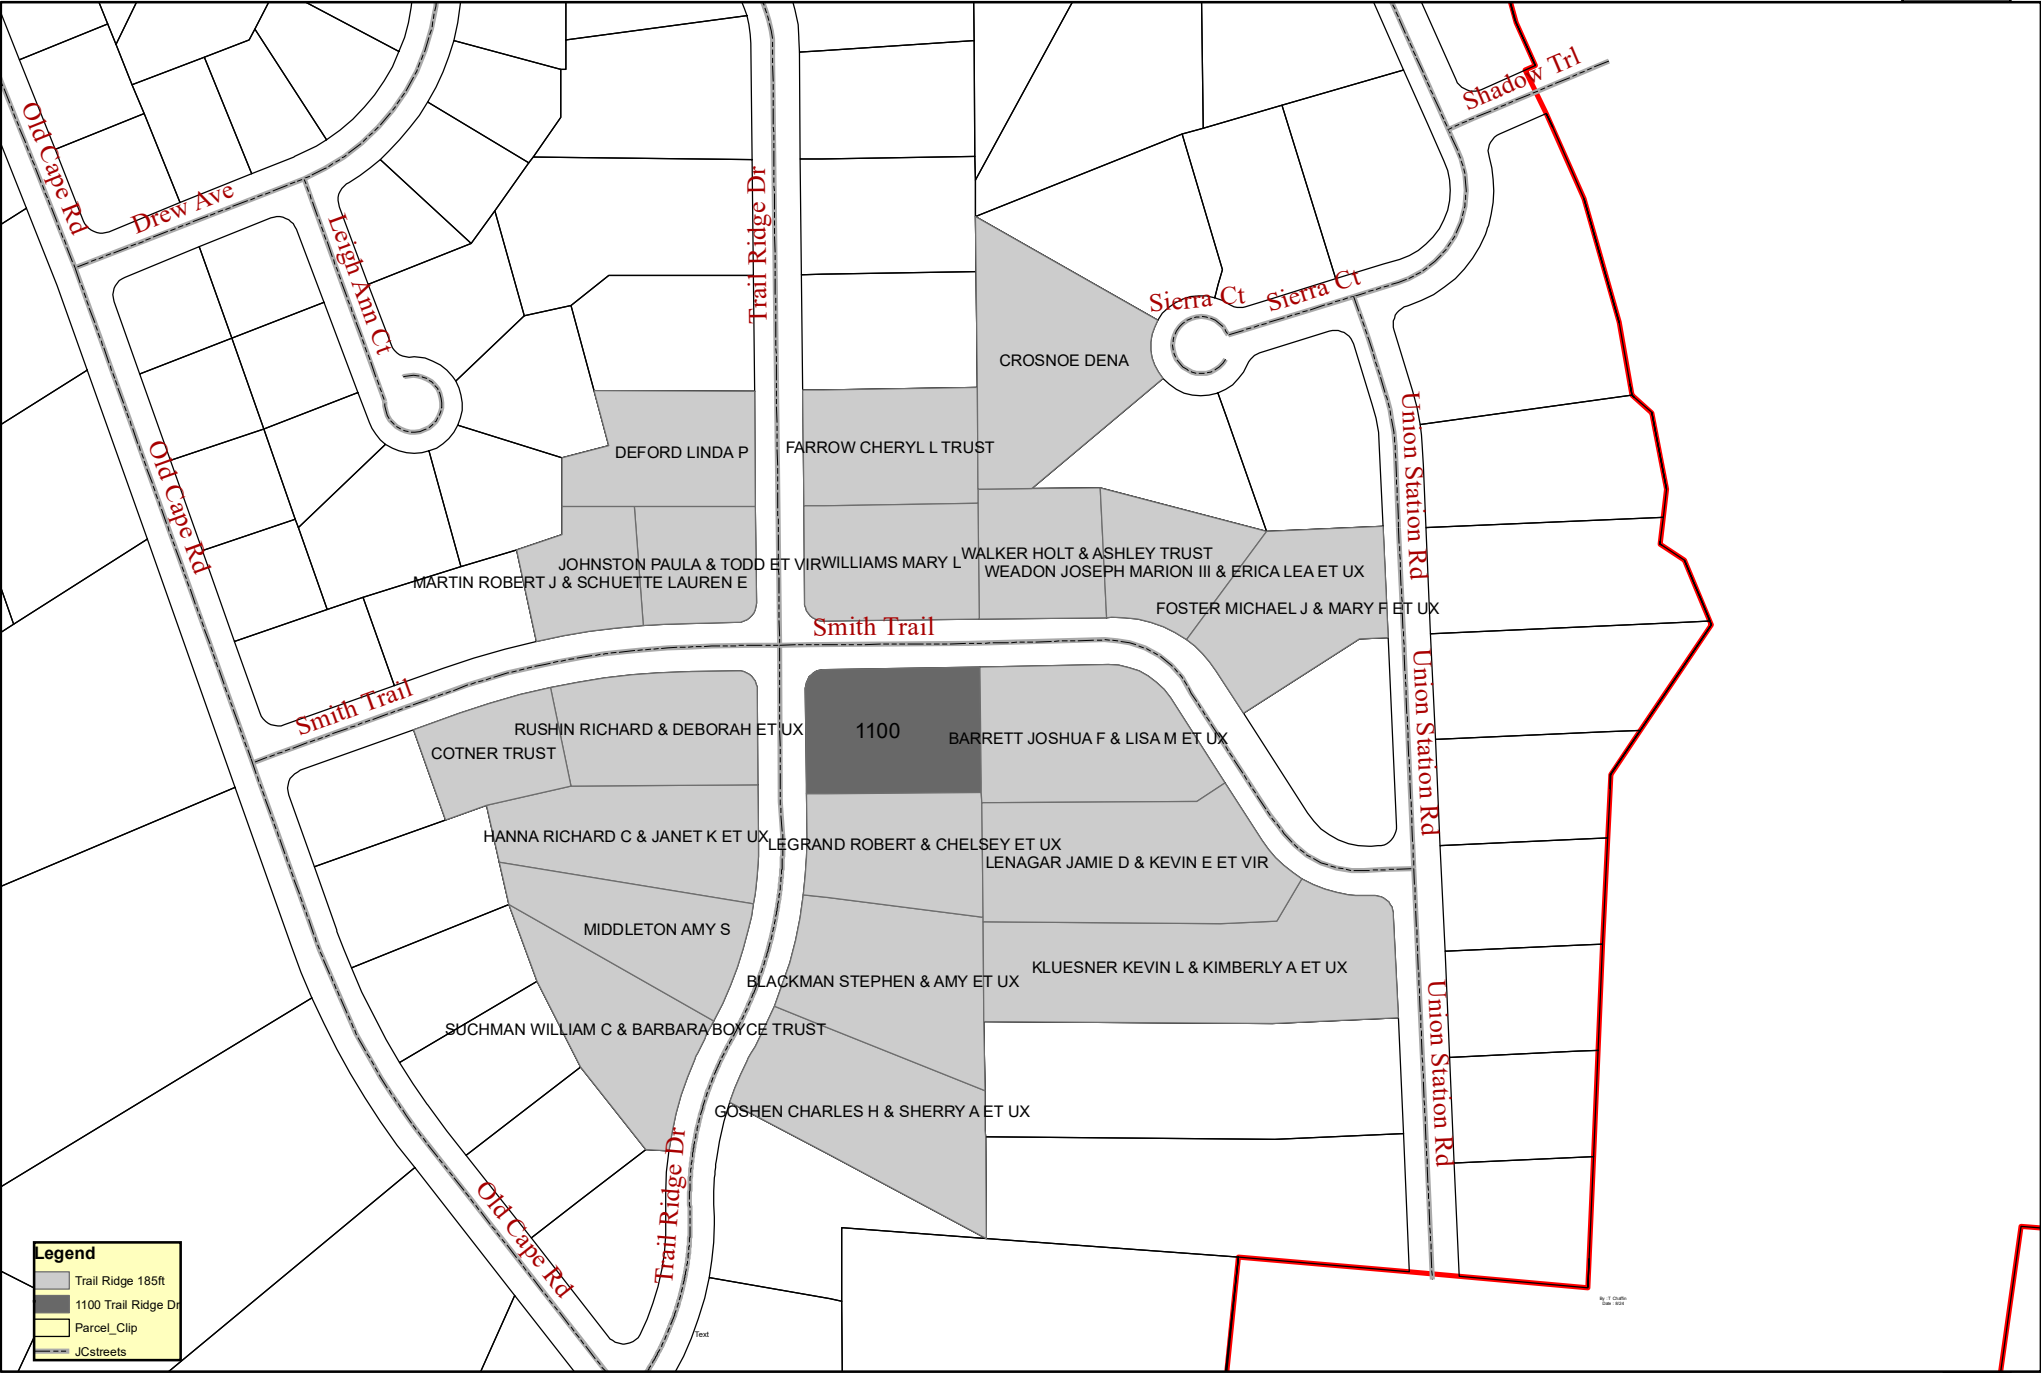 Shadow Trl
Old Cape Rd
Drew Ave
Leigh Ann Ct
Trail Ridge Dr
Sierra Ct
Sierra Ct
CROSNOE DENA
Union Station Rd
DEFORD LINDA P
FARROW CHERYL L TRUST
Old Cape Rd
JOHNSTON PAULA & TODD ET VIR
WILLIAMS MARY L
WALKER HOLT & ASHLEY TRUST
MARTIN ROBERT J & SCHUETTE LAUREN E
WEADON JOSEPH MARION III & ERICA LEA ET UX
FOSTER MICHAEL J & MARY F ET UX
Smith Trail
Smith Trail
Union Station Rd
RUSHIN RICHARD & DEBORAH ET UX
1100
BARRETT JOSHUA F & LISA M ET UX
COTNER TRUST
HANNA RICHARD C & JANET K ET UX
LEGRAND ROBERT & CHELSEY ET UX
LENAGAR JAMIE D & KEVIN E ET VIR
MIDDLETON AMY S
KLUESNER KEVIN L & KIMBERLY A ET UX
BLACKMAN STEPHEN & AMY ET UX
Union Station Rd
SUCHMAN WILLIAM C & BARBARA BOYCE TRUST
GOSHEN CHARLES H & SHERRY A ET UX
Trail Ridge Dr
Old Cape Rd
Legend
Trail Ridge 185ft
1100 Trail Ridge Dr
Parcel_Clip
JCstreets
Text
By : T. Chaffin